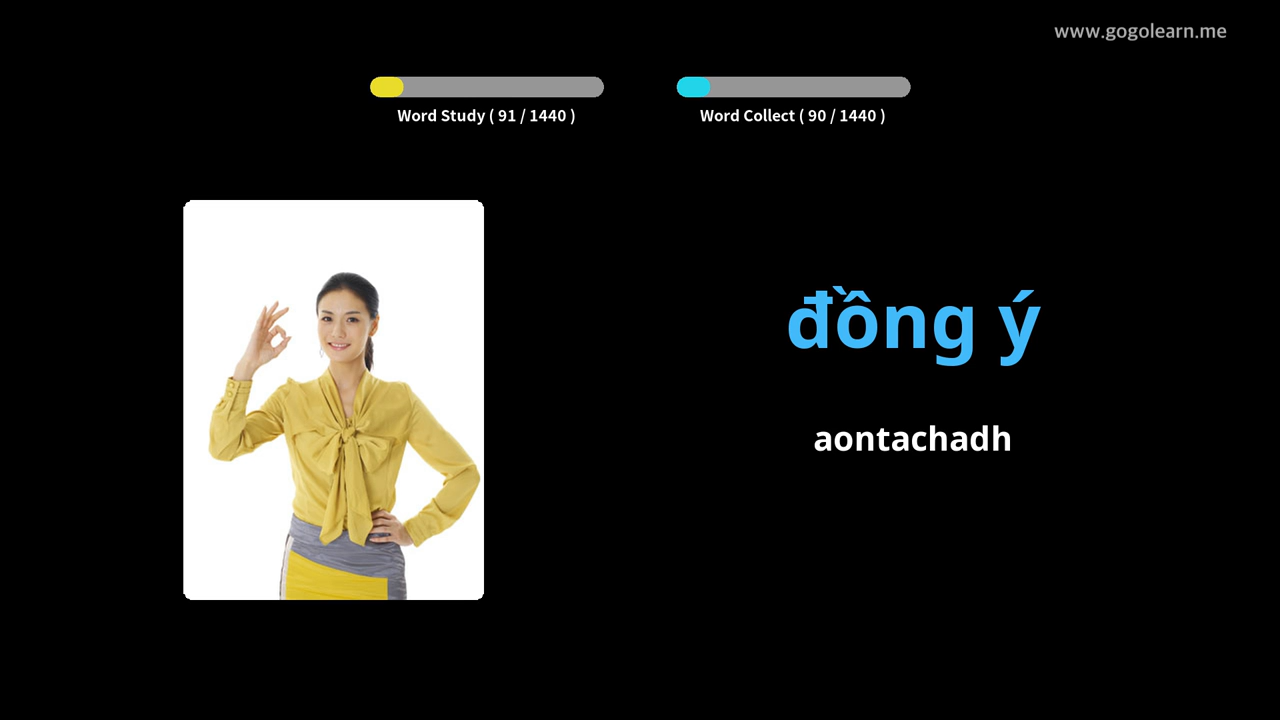 www.gogolearn.me
Word Study ( 91 / 1440 )
Word Collect ( 90 / 1440 )
đồng ý
aontachadh